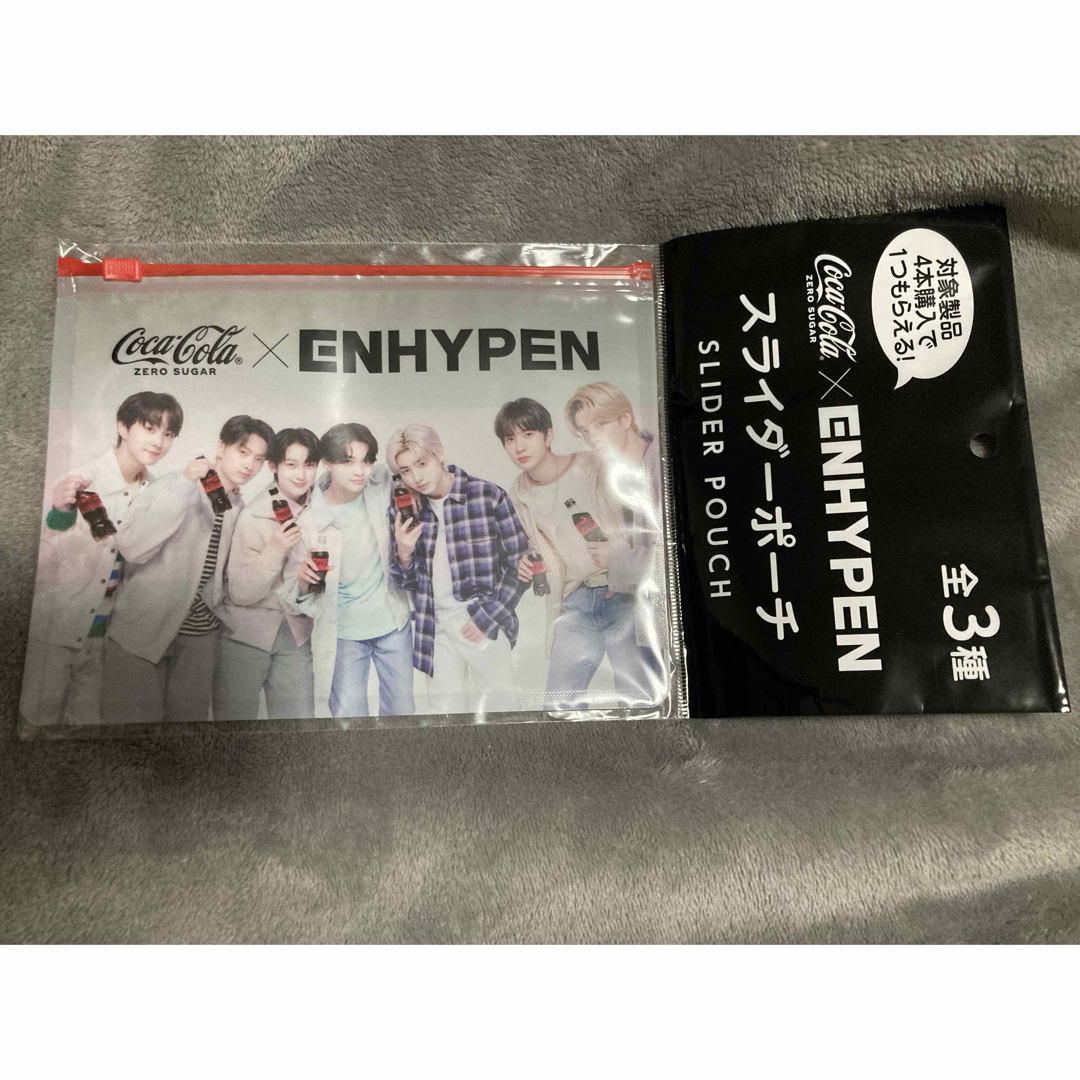 Coca-Cola® × ENHYPEN
ZERO SUGAR
対象製品
4本購入で
1つもらえる!
Coca-Cola® × ENHYPEN
ZERO SUGAR
スライダーポーチ
SLIDER POUCH
全3種